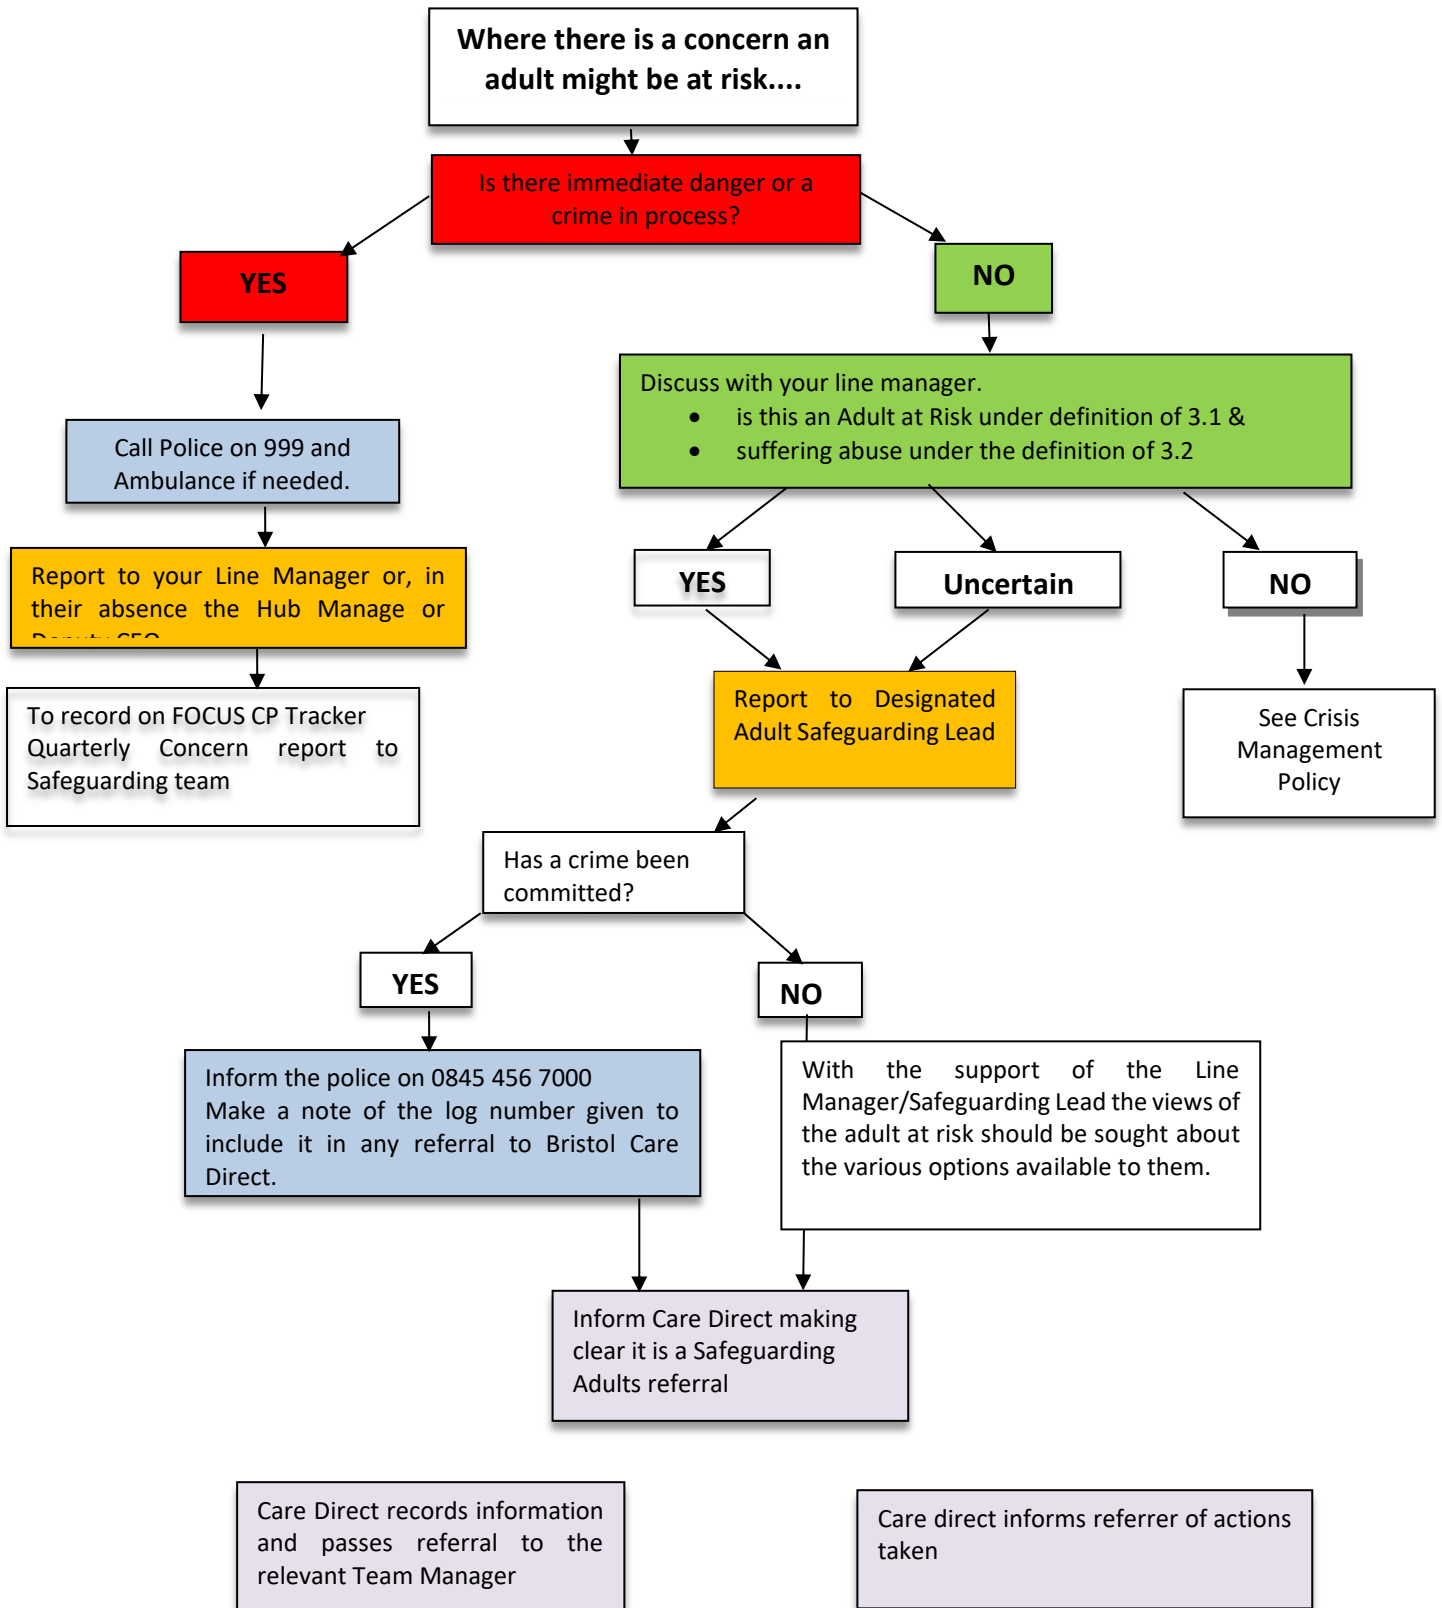 Where there is a concern an
adult might be at risk....
Is there immediate danger or a
crime in process?
YES
NO
Discuss with your line manager.
• is this an Adult at Risk under definition of 3.1 &
• suffering abuse under the definition of 3.2
Call Police on 999 and
Ambulance if needed.
Report to your Line Manager or, in
their absence the Hub Manage or
Deputy CEO
YES
Uncertain
NO
To record on FOCUS CP Tracker
Quarterly Concern report to
Safeguarding team
Report to Designated
Adult Safeguarding Lead
See Crisis
Management
Policy
Has a crime been
committed?
YES
NO
Inform the police on 0845 456 7000
Make a note of the log number given to
include it in any referral to Bristol Care
Direct.
With the support of the Line
Manager/Safeguarding Lead the views of
the adult at risk should be sought about
the various options available to them.
Inform Care Direct making
clear it is a Safeguarding
Adults referral
Care Direct records information
and passes referral to the
relevant Team Manager
Care direct informs referrer of actions
taken